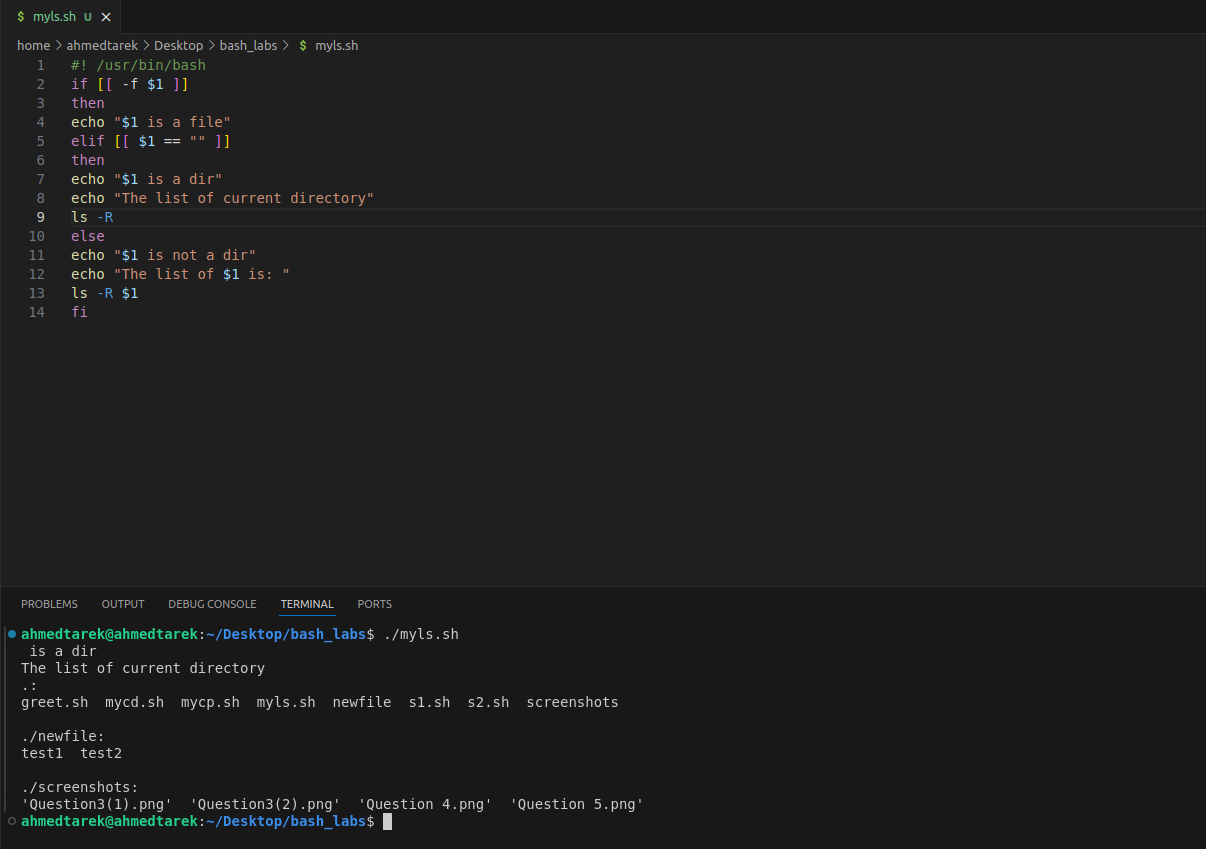 $ myls.sh U ×
home > ahmedtarek > Desktop > bash_labs > $ myls.sh
1 #! /usr/bin/bash
2 if [[ -f $1 ]]
3 then
4 echo "$1 is a file"
5 elif [[ $1 == "" ]]
6 then
7 echo "$1 is a dir"
8 echo "The list of current directory"
9 ls -R
10 else
11 echo "$1 is not a dir"
12 echo "The list of $1 is: "
13 ls -R $1
14 fi
PROBLEMS OUTPUT DEBUG CONSOLE TERMINAL PORTS
ahmedtarek@ahmedtarek:~/Desktop/bash_labs$ ./myls.sh
 is a dir
The list of current directory
.:
greet.sh  mycd.sh  mycp.sh  myls.sh  newfile  s1.sh  s2.sh  screenshots
./newfile:
test1  test2
./screenshots:
'Question3(1).png'  'Question3(2).png'  'Question 4.png'  'Question 5.png'
ahmedtarek@ahmedtarek:~/Desktop/bash_labs$